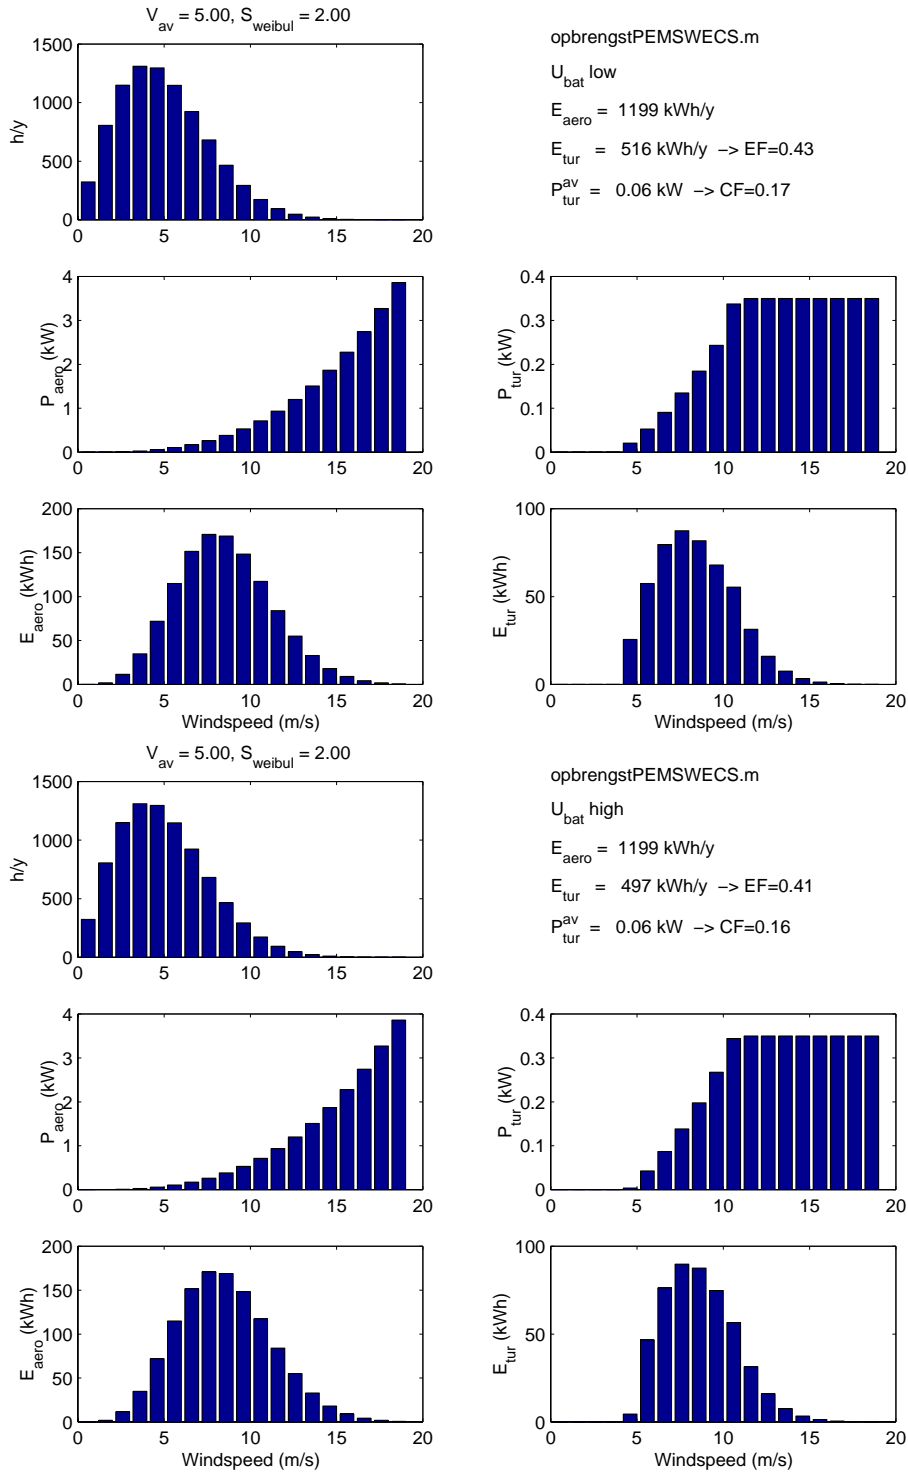 V_av = 5.00, S_weibul = 2.00
1500
1000
500
0
h/y
0 5 10 15 20
opbrengstPEMSWECS.m
U_bat low
E_aero = 1199 kWh/y
E_tur = 516 kWh/y −> EF=0.43
P_tur^av = 0.06 kW −> CF=0.17
4
3
2
1
0
P_aero (kW)
0 5 10 15 20
0.4
0.3
0.2
0.1
0
P_tur (kW)
0 5 10 15 20
200
150
100
50
0
E_aero (kWh)
0 5 10 15 20
Windspeed (m/s)
100
50
0
E_tur (kWh)
0 5 10 15 20
Windspeed (m/s)
V_av = 5.00, S_weibul = 2.00
1500
1000
500
0
h/y
0 5 10 15 20
opbrengstPEMSWECS.m
U_bat high
E_aero = 1199 kWh/y
E_tur = 497 kWh/y −> EF=0.41
P_tur^av = 0.06 kW −> CF=0.16
4
3
2
1
0
P_aero (kW)
0 5 10 15 20
0.4
0.3
0.2
0.1
0
P_tur (kW)
0 5 10 15 20
200
150
100
50
0
E_aero (kWh)
0 5 10 15 20
Windspeed (m/s)
100
50
0
E_tur (kWh)
0 5 10 15 20
Windspeed (m/s)